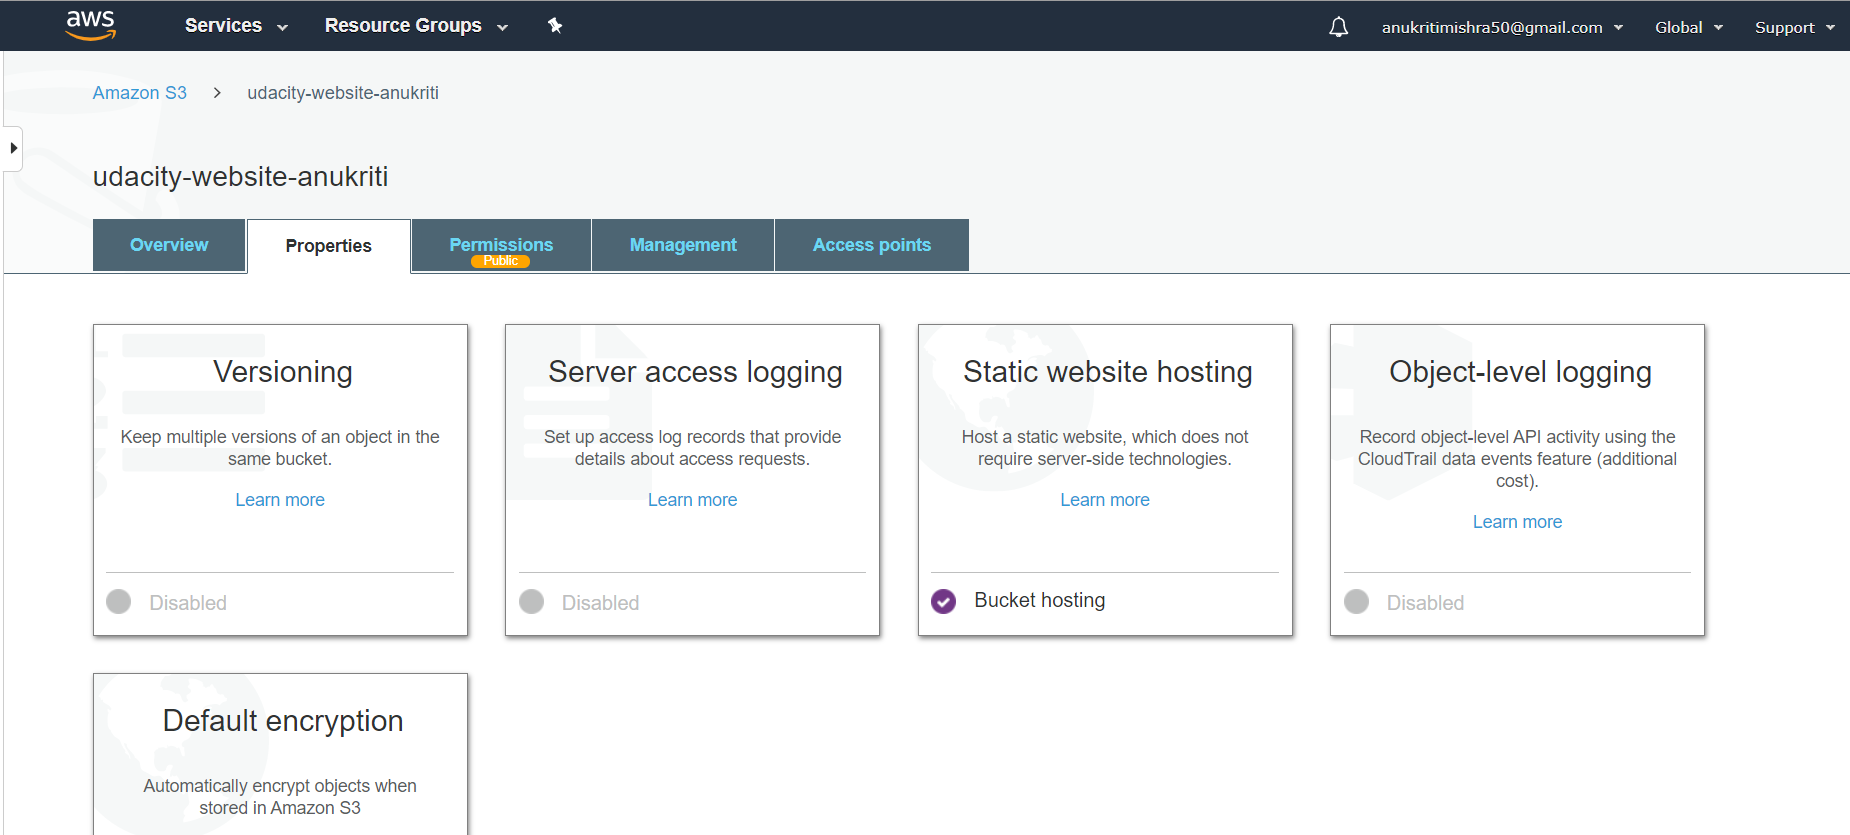 aws Services Resource Groups anukritimishra50@gmail.com Global Support
Amazon S3 > udacity-website-anukriti
udacity-website-anukriti
Overview Properties Permissions Management Access points
Public
Versioning
Keep multiple versions of an object in the
same bucket.
Learn more
Disabled
Server access logging
Set up access log records that provide
details about access requests.
Learn more
Disabled
Static website hosting
Host a static website, which does not
require server-side technologies.
Learn more
Bucket hosting
Object-level logging
Record object-level API activity using the
CloudTrail data events feature (additional
cost).
Learn more
Disabled
Default encryption
Automatically encrypt objects when
stored in Amazon S3